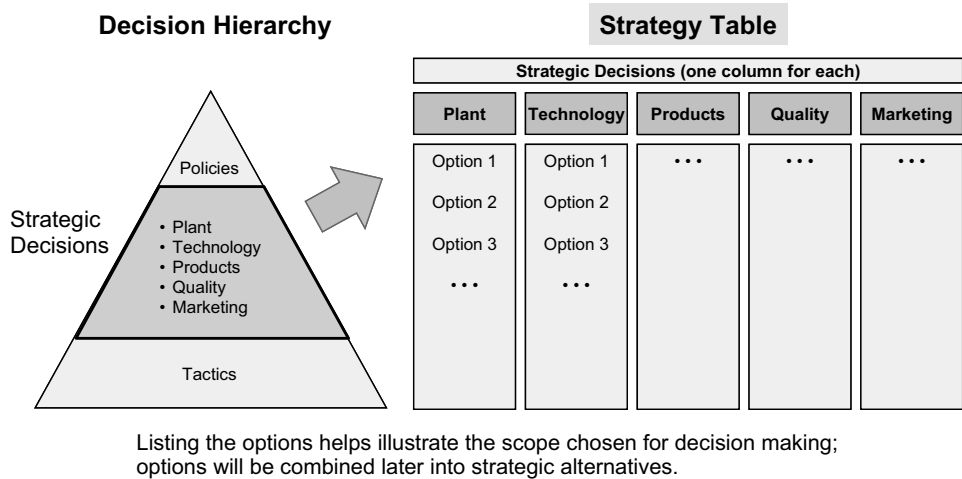 Decision Hierarchy
Policies
Strategic
Decisions
• Plant
• Technology
• Products
• Quality
• Marketing
Tactics
Strategy Table
Strategic Decisions (one column for each)
Plant Technology Products Quality Marketing
Option 1 Option 1 • • • • • • • • •
Option 2 Option 2
Option 3 Option 3
• • • • • •
Listing the options helps illustrate the scope chosen for decision making;
options will be combined later into strategic alternatives.